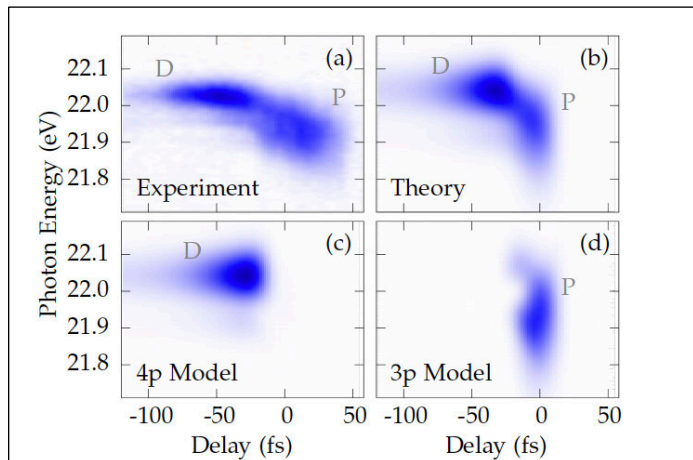 (a)
(b)
D
D
P
P
22.1
22.0
21.9
21.8
Experiment
Theory
Photon Energy (eV)
(c)
(d)
D
P
22.1
22.0
21.9
21.8
4p Model
3p Model
-100 -50 0 50
-100 -50 0 50
Delay (fs)
Delay (fs)